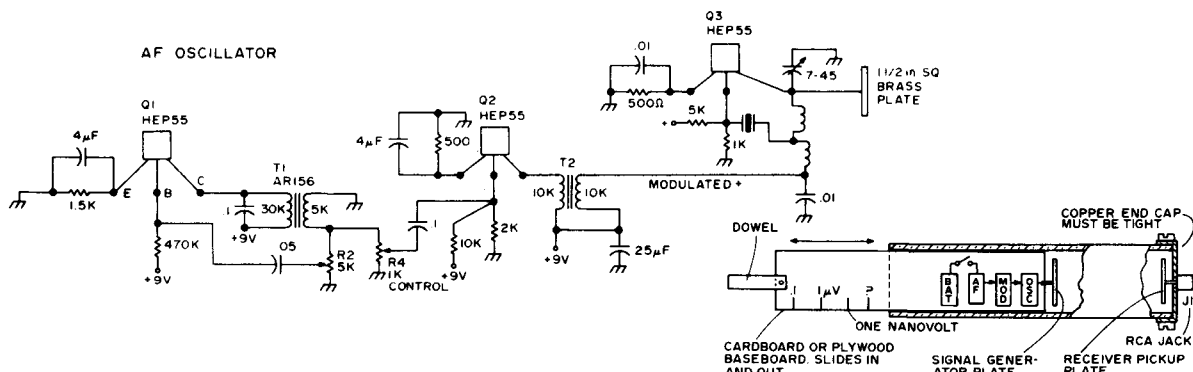 AF OSCILLATOR
Q1
HEP55
4µF
1.5K
E
B
C
470K
+9V
.1
+9V
T1
AR156
30K
5K
.05
R2
5K
R4
1K
CONTROL
Q2
HEP55
4µF
500
.1
10K
+9V
2K
T2
10K
10K
+9V
25µF
MODULATED +
Q3
HEP55
.01
500Ω
5K
+
1K
7-45
1 1/2 in SQ
BRASS
PLATE
.01
DOWEL
.1
1µV
ONE NANOVOLT
CARDBOARD OR PLYWOOD
BASEBOARD. SLIDES IN
AND OUT
BAT
AF
MOD
OSC
SIGNAL GENER-
ATOR PLATE
RECEIVER PICKUP
PLATE
COPPER END CAP
MUST BE TIGHT
J1
RCA JACK